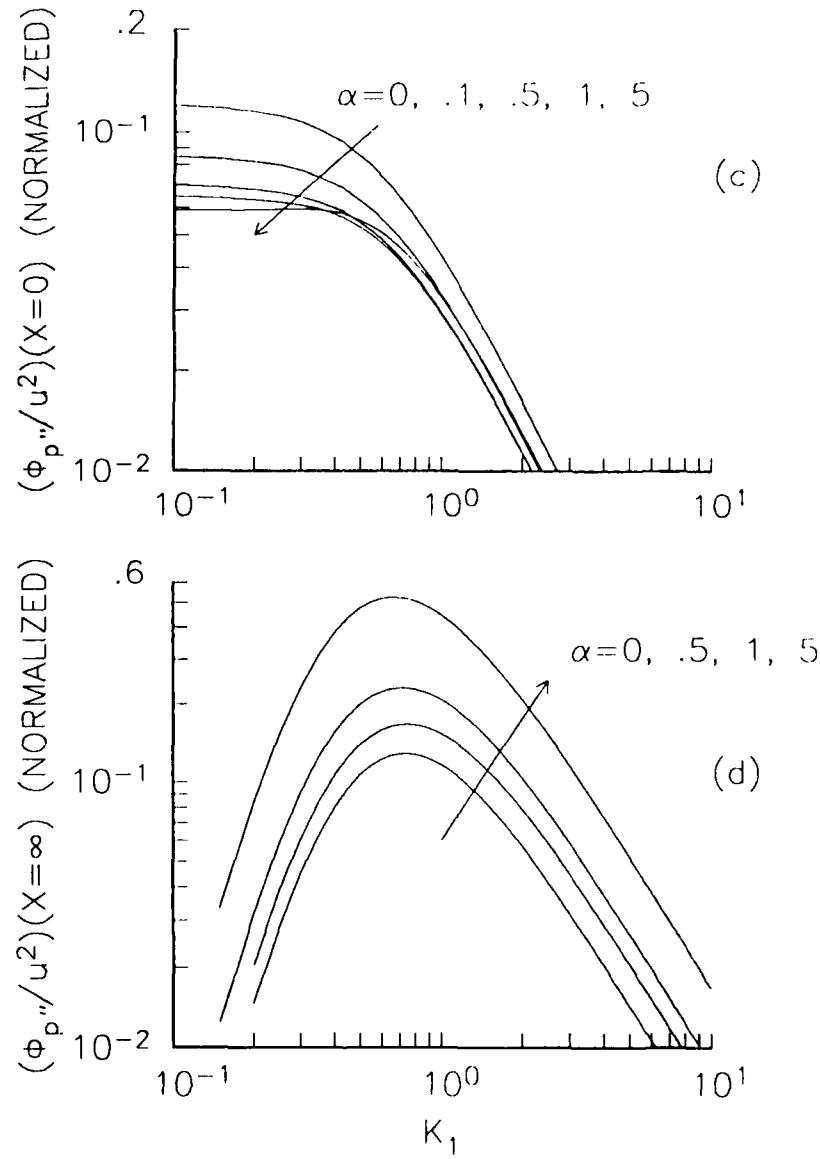 (ϕp''/u²)(X=0) (NORMALIZED)
.2
10⁻¹
10⁻²
α=0, .1, .5, 1, 5
(c)
10⁻¹
10⁰
10¹
(ϕp''/u²)(X=∞) (NORMALIZED)
.6
10⁻¹
10⁻²
α=0, .5, 1, 5
(d)
10⁻¹
10⁰
10¹
K₁